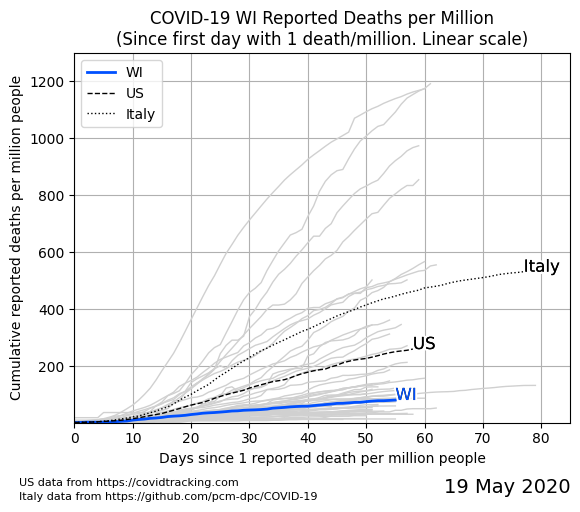 COVID-19 WI Reported Deaths per Million
(Since first day with 1 death/million. Linear scale)
WI
US
Italy
Cumulative reported deaths per million people
1200
1000
800
600
400
200
Italy
US
WI
0 10 20 30 40 50 60 70 80
Days since 1 reported death per million people
US data from https://covidtracking.com
Italy data from https://github.com/pcm-dpc/COVID-19
19 May 2020